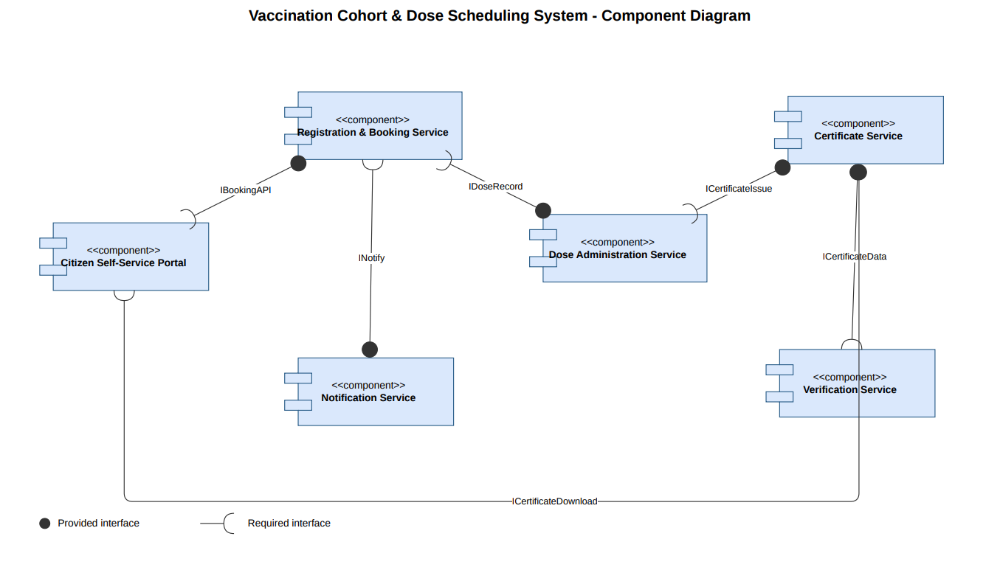 Vaccination Cohort & Dose Scheduling System - Component Diagram
<<component>>
Registration & Booking Service
<<component>>
Certificate Service
IBookingAPI
IDoseRecord
ICertificateIssue
<<component>>
Citizen Self-Service Portal
<<component>>
Dose Administration Service
INotify
ICertificateData
<<component>>
Notification Service
<<component>>
Verification Service
ICertificateDownload
Provided interface
Required interface